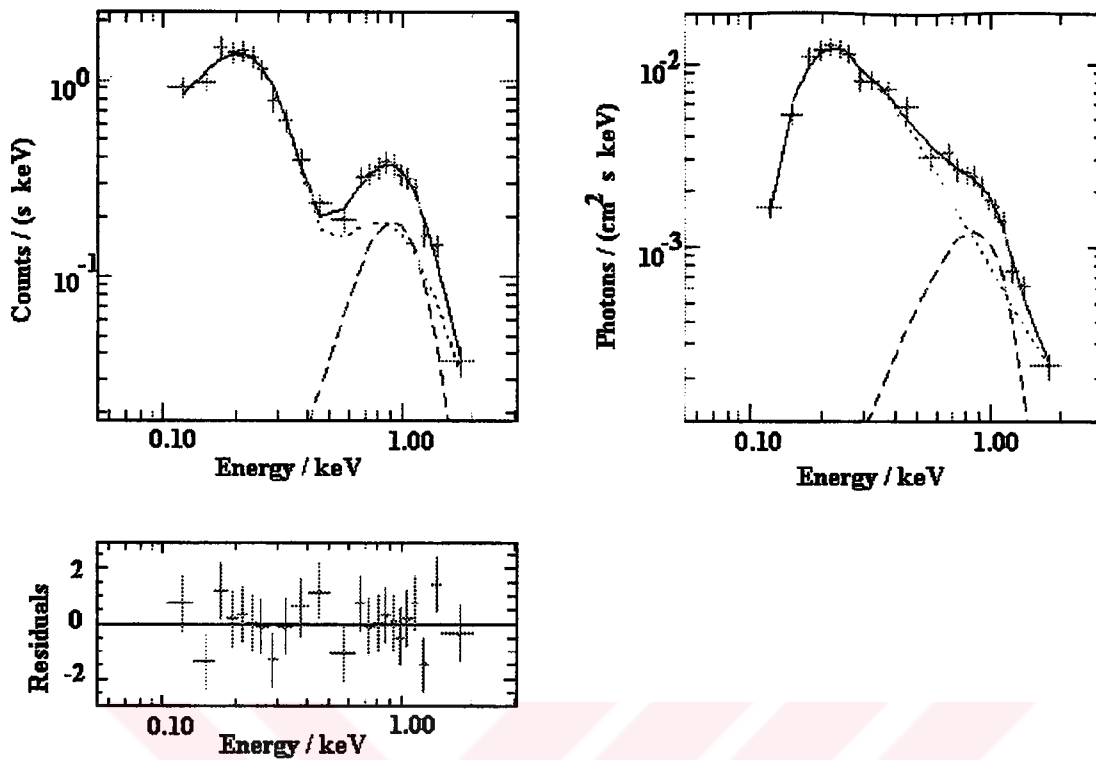 Counts / (s keV)
10^0
10^-1
0.10
1.00
Energy / keV
Photons / (cm^2 s keV)
10^-2
10^-3
0.10
1.00
Energy / keV
Residuals
2
0
-2
0.10
1.00
Energy / keV